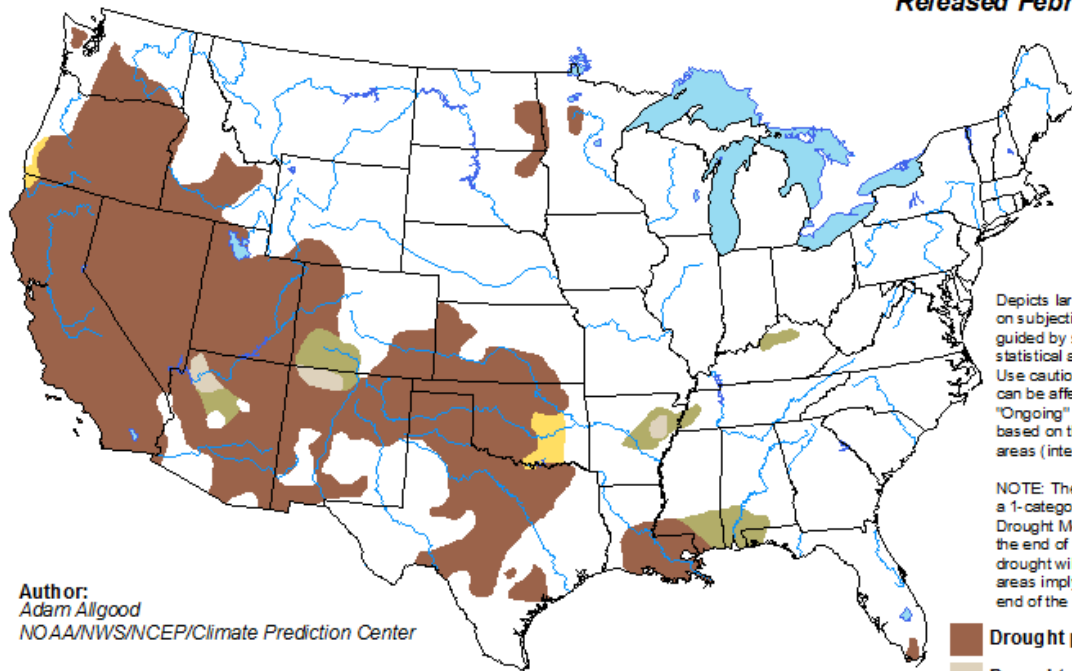 Released Febr
Depicts lar
on subjecti
guided by s
statistical a
Use cautio
can be affe
"Ongoing"
based on t
areas (inte
NOTE: The
a 1-catego
Drought M
the end of
drought wi
areas imply
end of the
Author:
Adam Allgood
NOAA/NWS/NCEP/Climate Prediction Center
Drought p